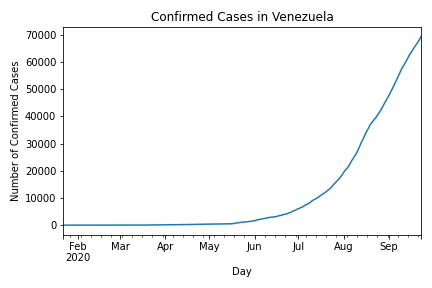 Confirmed Cases in Venezuela
70000
60000
50000
40000
30000
20000
10000
0
Number of Confirmed Cases
Feb Mar Apr May Jun Jul Aug Sep
2020
Day